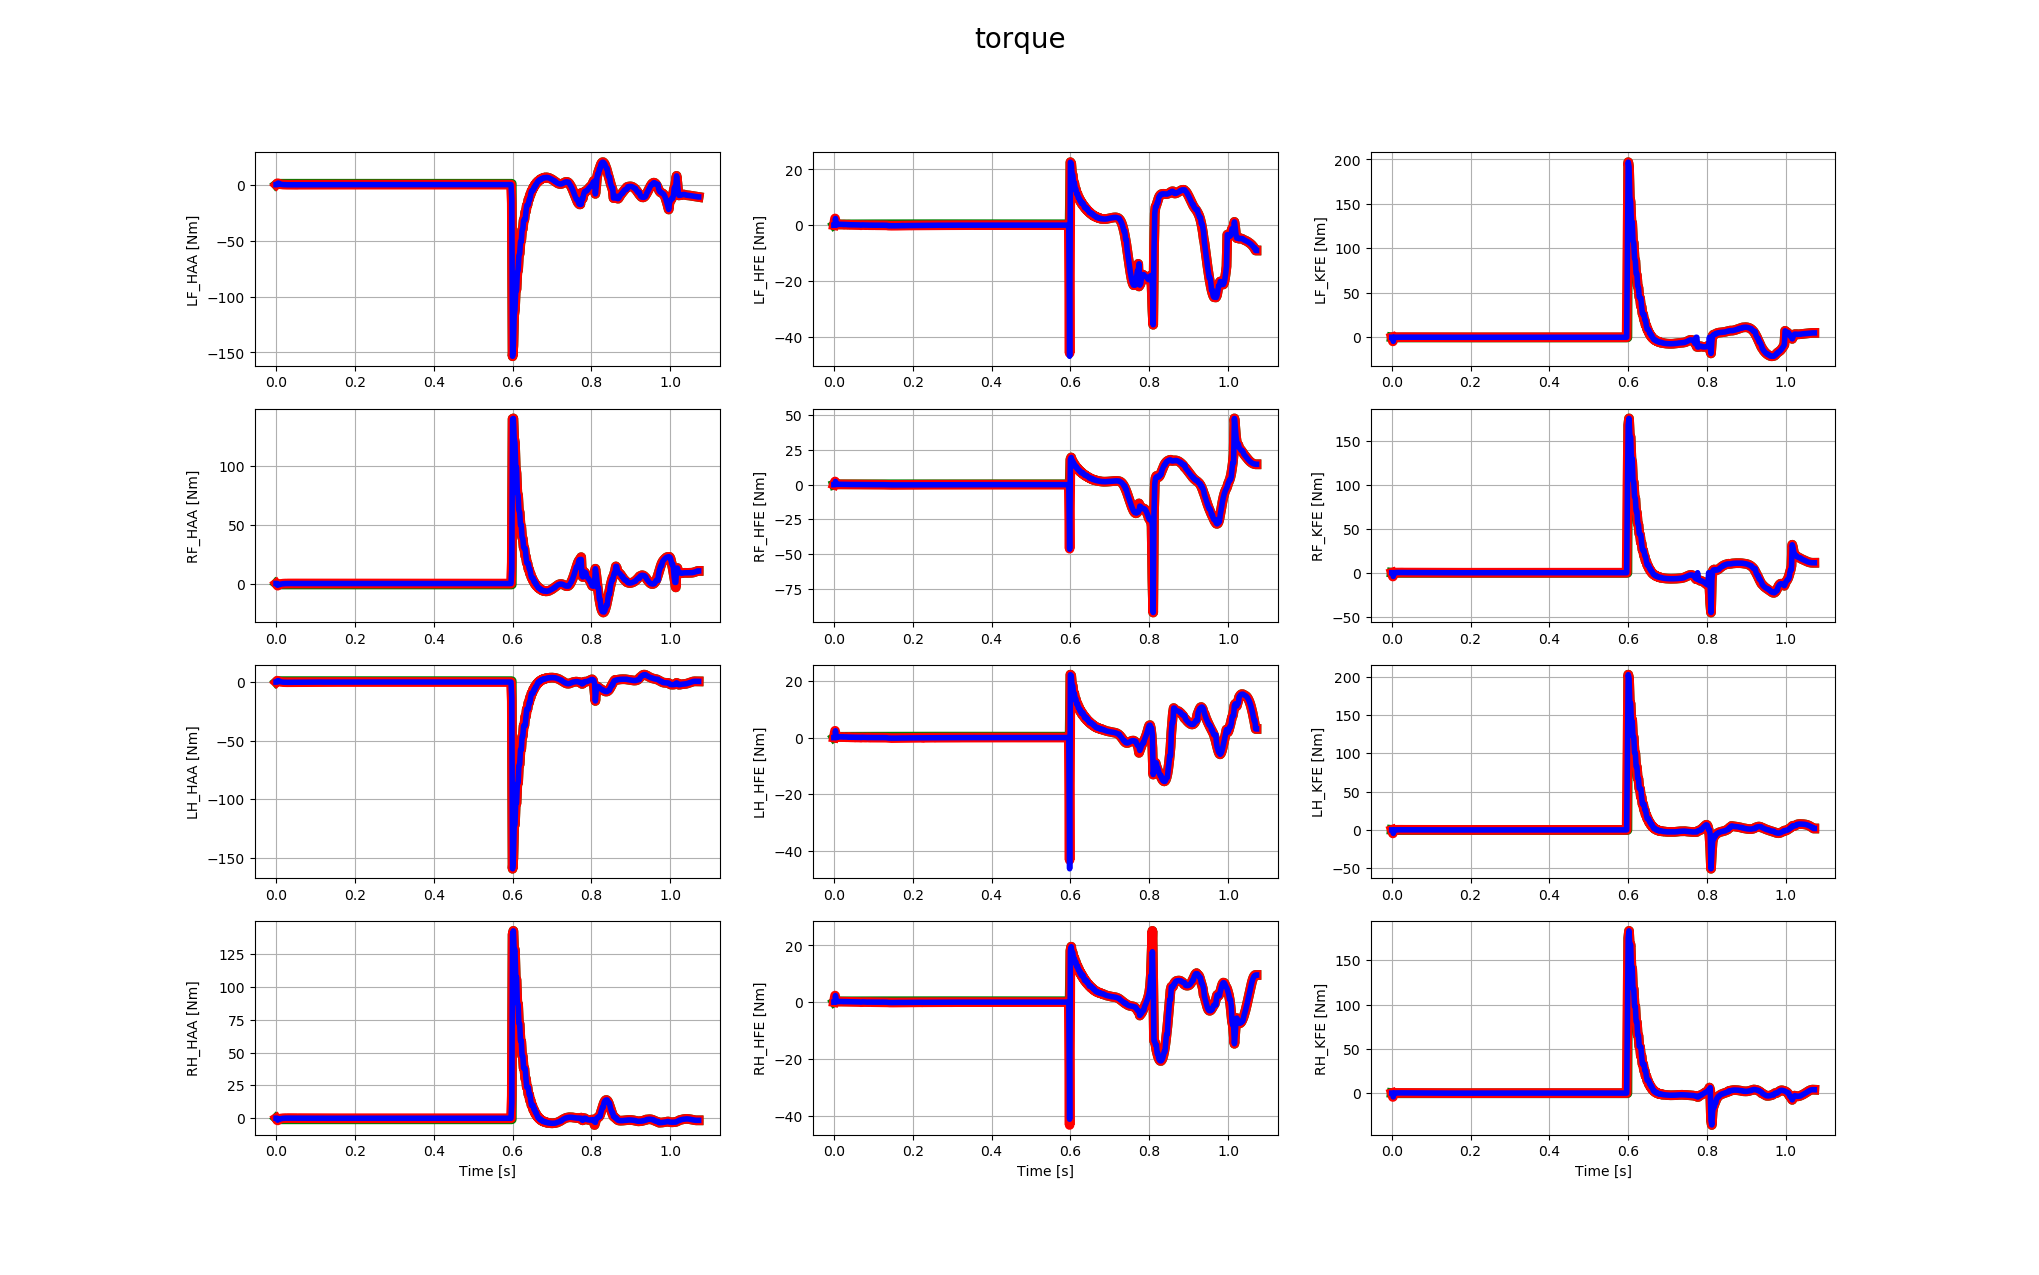 torque
LF_HAA [Nm]
0
−50
−100
−150
0.0 0.2 0.4 0.6 0.8 1.0
LF_HFE [Nm]
20
0
−20
−40
0.0 0.2 0.4 0.6 0.8 1.0
LF_KFE [Nm]
200
150
100
50
0
0.0 0.2 0.4 0.6 0.8 1.0
RF_HAA [Nm]
100
50
0
0.0 0.2 0.4 0.6 0.8 1.0
RF_HFE [Nm]
50
25
0
−25
−50
−75
0.0 0.2 0.4 0.6 0.8 1.0
RF_KFE [Nm]
150
100
50
0
−50
0.0 0.2 0.4 0.6 0.8 1.0
LH_HAA [Nm]
0
−50
−100
−150
0.0 0.2 0.4 0.6 0.8 1.0
LH_HFE [Nm]
20
0
−20
−40
0.0 0.2 0.4 0.6 0.8 1.0
LH_KFE [Nm]
200
150
100
50
0
−50
0.0 0.2 0.4 0.6 0.8 1.0
RH_HAA [Nm]
125
100
75
50
25
0
0.0 0.2 0.4 0.6 0.8 1.0
Time [s]
RH_HFE [Nm]
20
0
−20
−40
0.0 0.2 0.4 0.6 0.8 1.0
Time [s]
RH_KFE [Nm]
150
100
50
0
0.0 0.2 0.4 0.6 0.8 1.0
Time [s]